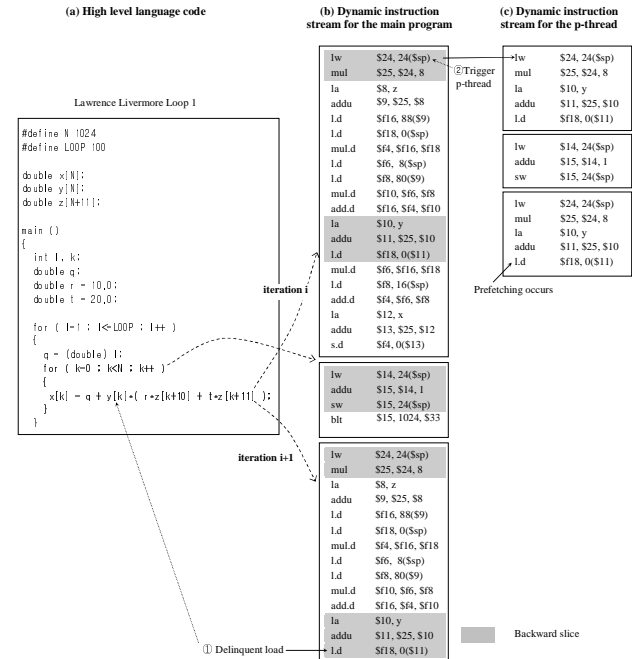 (a) High level language code
(b) Dynamic instruction
stream for the main program
(c) Dynamic instruction
stream for the p-thread
Lawrence Livermore Loop 1
#define N 1024
#define LOOP 100
double x[N];
double y[N];
double z[N+11];
main ()
{
int l, k;
double q;
double r = 10.0;
double t = 20.0;
for ( l=1 ; l<=LOOP ; l++ )
{
q = (double) l;
for ( k=0 ; k<N ; k++ )
{
x[k] = q + y[k]*( r*z[k+10] + t*z[k+11] );
}
}
iteration i
iteration i+1
① Delinquent load
lw $24, 24($sp)
mul $25, $24, 8
la $8, z
addu $9, $25, $8
l.d $f16, 88($9)
l.d $f18, 0($sp)
mul.d $f4, $f16, $f18
l.d $f6, 8($sp)
l.d $f8, 80($9)
mul.d $f10, $f6, $f8
add.d $f16, $f4, $f10
la $10, y
addu $11, $25, $10
l.d $f18, 0($11)
mul.d $f6, $f16, $f18
l.d $f8, 16($sp)
add.d $f4, $f6, $f8
la $12, x
addu $13, $25, $12
s.d $f4, 0($13)
lw $14, 24($sp)
addu $15, $14, 1
sw $15, 24($sp)
blt $15, 1024, $33
lw $24, 24($sp)
mul $25, $24, 8
la $8, z
addu $9, $25, $8
l.d $f16, 88($9)
l.d $f18, 0($sp)
mul.d $f4, $f16, $f18
l.d $f6, 8($sp)
l.d $f8, 80($9)
mul.d $f10, $f6, $f8
add.d $f16, $f4, $f10
la $10, y
addu $11, $25, $10
l.d $f18, 0($11)
②Trigger
p-thread
lw $24, 24($sp)
mul $25, $24, 8
la $10, y
addu $11, $25, $10
l.d $f18, 0($11)
lw $14, 24($sp)
addu $15, $14, 1
sw $15, 24($sp)
lw $24, 24($sp)
mul $25, $24, 8
la $10, y
addu $11, $25, $10
l.d $f18, 0($11)
Prefetching occurs
Backward slice